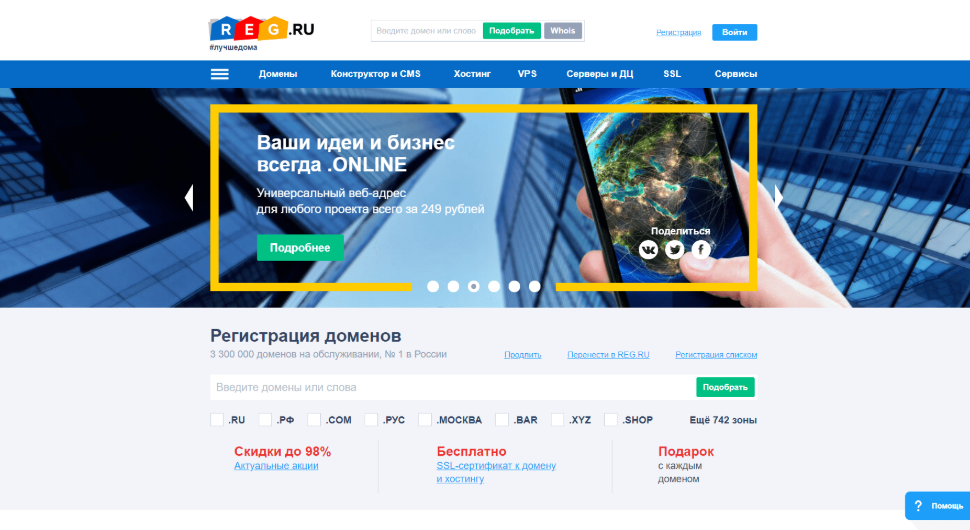 REG.RU
#лучшедома
Введите домен или слово
Подобрать
Whois
Регистрация
Войти
Домены
Конструктор и CMS
Хостинг
VPS
Серверы и ДЦ
SSL
Сервисы
Ваши идеи и бизнес
всегда .ONLINE
Универсальный веб-адрес
для любого проекта всего за 249 рублей
Подробнее
Поделиться
Регистрация доменов
3 300 000 доменов на обслуживании, № 1 в России
Продлить
Перенести в REG.RU
Регистрация списком
Введите домены или слова
Подобрать
.RU
.РФ
.COM
.РУС
.МОСКВА
.BAR
.XYZ
.SHOP
Ещё 742 зоны
Скидки до 98%
Актуальные акции
Бесплатно
SSL-сертификат к домену
и хостингу
Подарок
с каждым
доменом
? Помощь